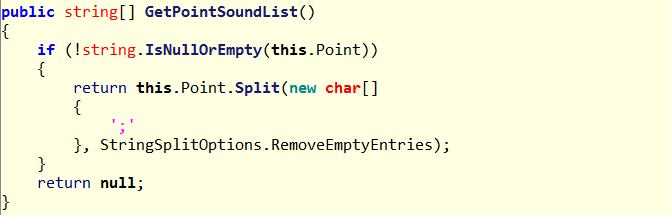 public string[] GetPointSoundList()
{
    if (!string.IsNullOrEmpty(this.Point))
    {
        return this.Point.Split(new char[]
        {
            ';'
        }, StringSplitOptions.RemoveEmptyEntries);
    }
    return null;
}